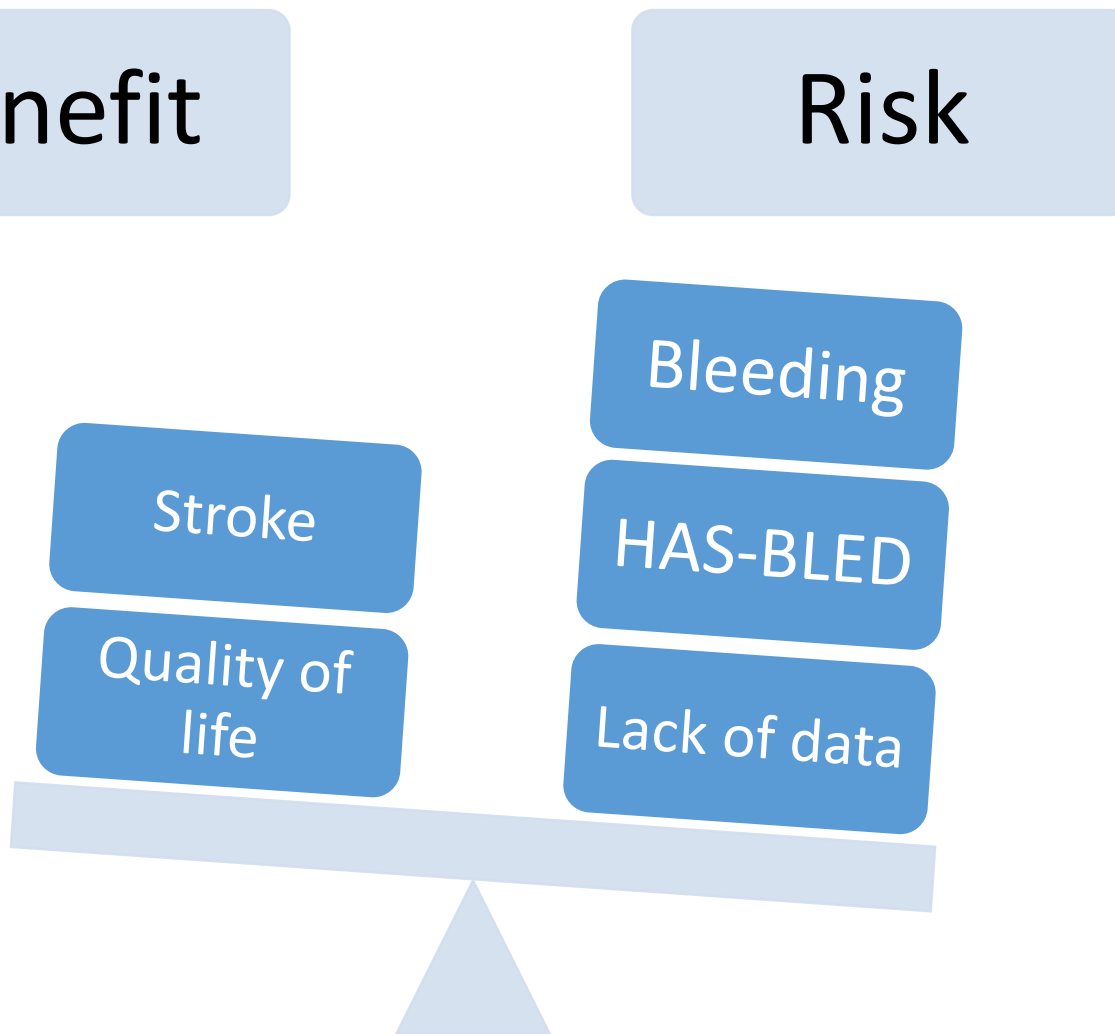 nefit
Risk
Stroke
Quality of
life
Bleeding
HAS-BLED
Lack of data